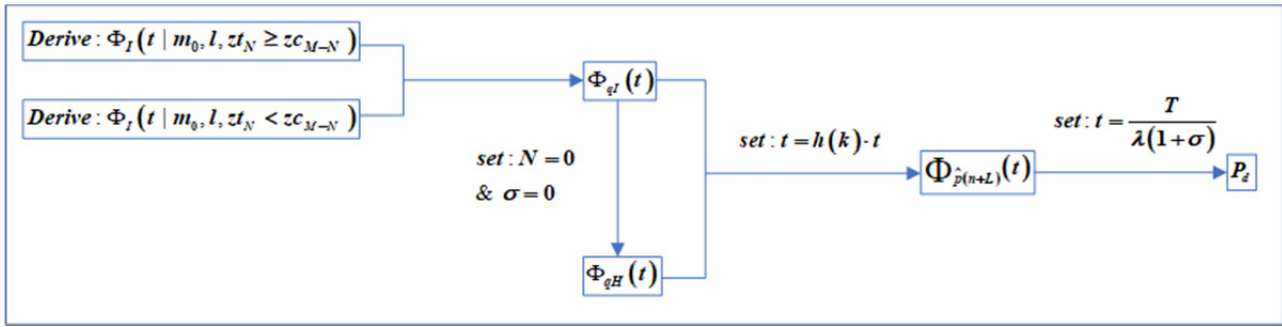 Derive: Φ_I(t | m_0, l, zt_N ≥ zc_{M–N})
Derive: Φ_I(t | m_0, l, zt_N < zc_{M–N})
Φ_{qI}(t)
set: N = 0
& σ = 0
Φ_{qH}(t)
set: t = h(k)·t
Φ_{p̂(n+L)}(t)
set: t = T / λ(1+σ)
P_d